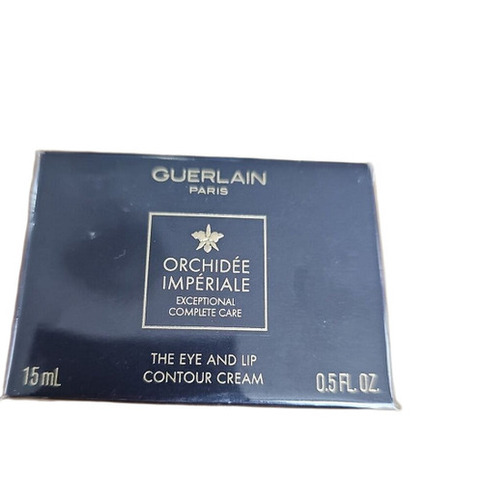 GUERLAIN
PARIS
ORCHIDÉE
IMPÉRIALE
EXCEPTIONAL
COMPLETE CARE
THE EYE AND LIP
CONTOUR CREAM
15 mL
0.5 FL. OZ.